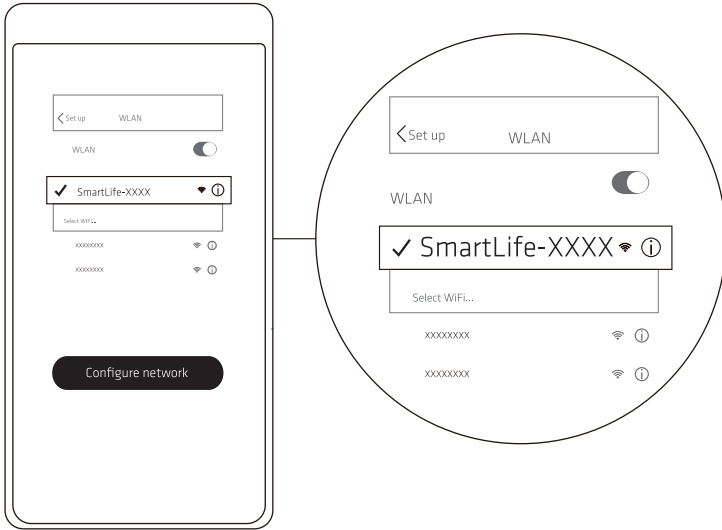 Set up WLAN
WLAN
SmartLife-XXXX
Select WiFi...
xxxxxxxx
xxxxxxxx
Configure network
Set up WLAN
WLAN
SmartLife-XXXX
Select WiFi...
xxxxxxxx
xxxxxxxx